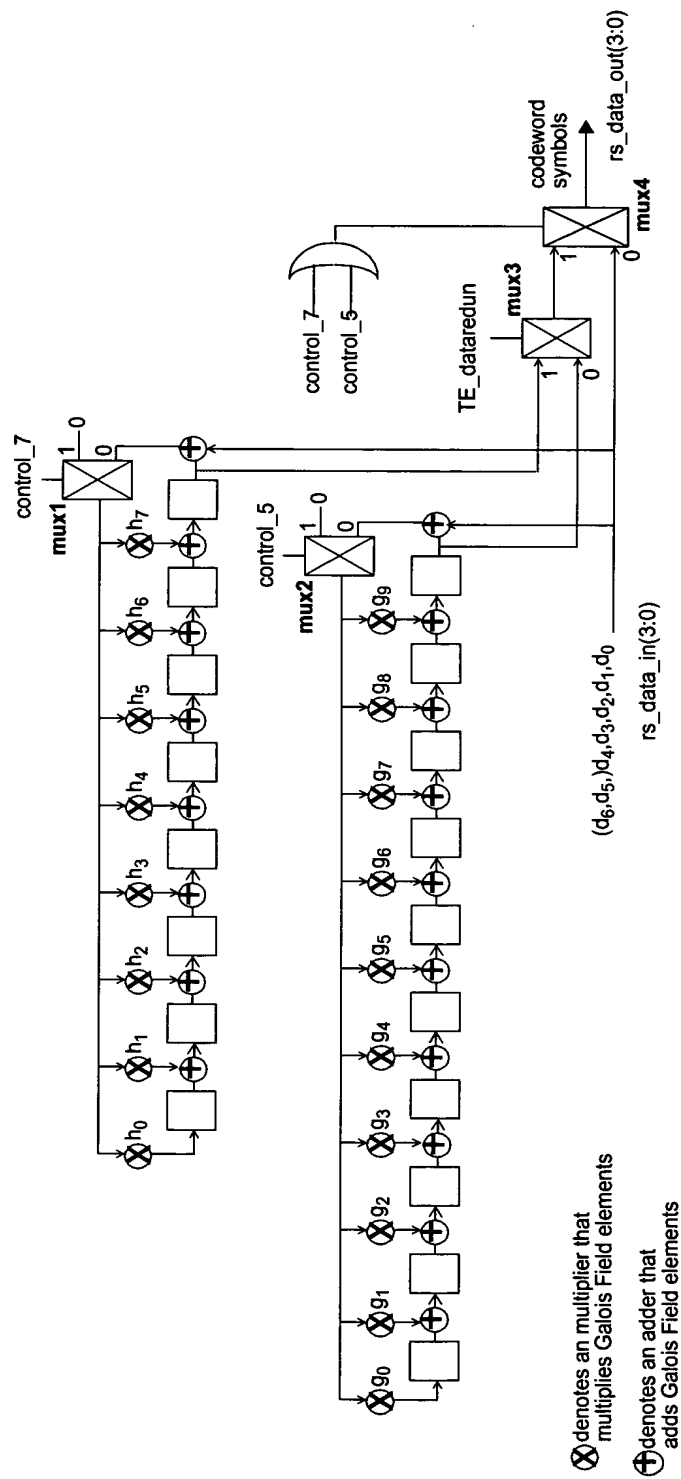 control_7
1
0
0
mux1
h0
h1
h2
h3
h4
h5
h6
h7
control_5
1
0
0
mux2
g0
g1
g2
g3
g4
g5
g6
g7
g8
g9
control_7
control_5
TE_dataredun
mux3
1
0
codeword
symbols
rs_data_out(3:0)
1
0
mux4
(d6,d5,)d4,d3,d2,d1,d0
rs_data_in(3:0)
denotes an multiplier that
multiplies Galois Field elements
denotes an adder that
adds Galois Field elements